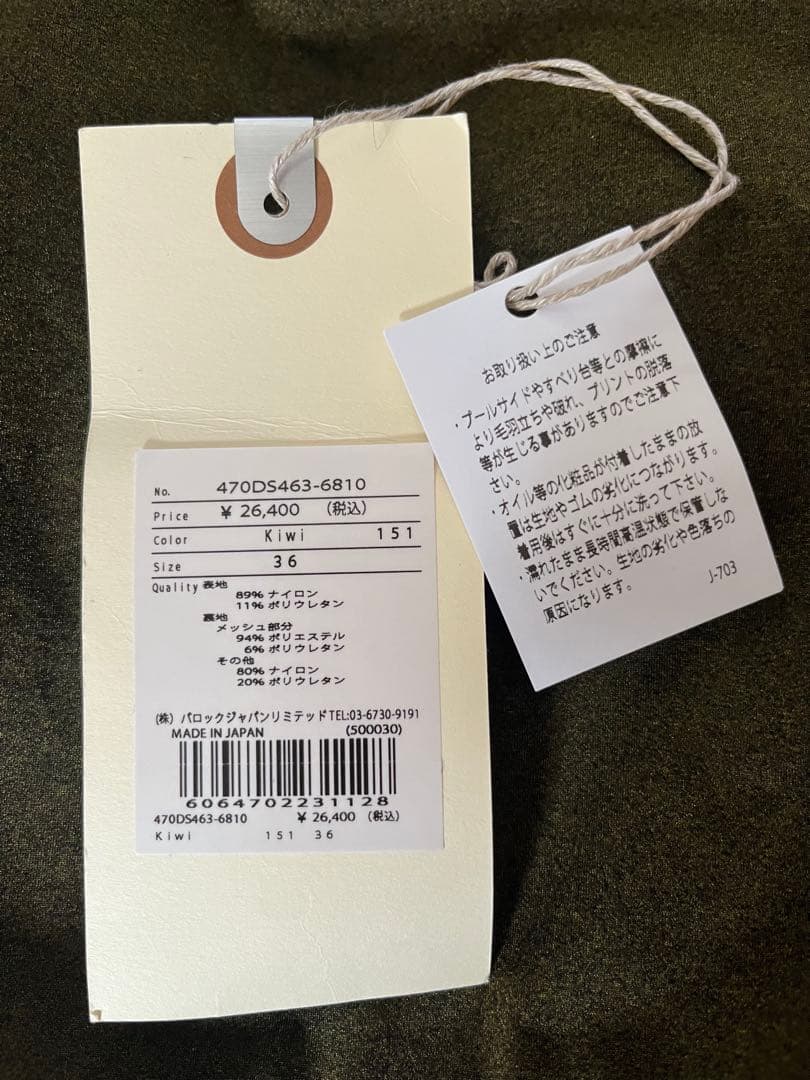 No. 470DS463-6810
Price ¥ 26,400 (税込)
Color Kiwi 151
Size 36
Quality 表地
89% ナイロン
11% ポリウレタン
裏地
メッシュ部分
94% ポリエステル
6% ポリウレタン
その他
80% ナイロン
20% ポリウレタン
(株) バロックジャパンリミテッド TEL:03-6730-9191
MADE IN JAPAN (500030)
6064702231128
470DS463-6810 ¥ 26,400 (税込)
Kiwi 151 36
お取り扱い上のご注意
・プールサイドやすべり台等との摩擦に
より毛羽立ちや破れ、プリントの脱落
等が生じる事がありますのでご注意下
さい。
・オイル等の化粧品が付着したままの放
置は生地やゴムの劣化につながります。
着用後はすぐに十分に洗って下さい。
・濡れたまま長時間高温状態で保管しな
いでください。生地の劣化や色落ちの
原因になります。
J-703